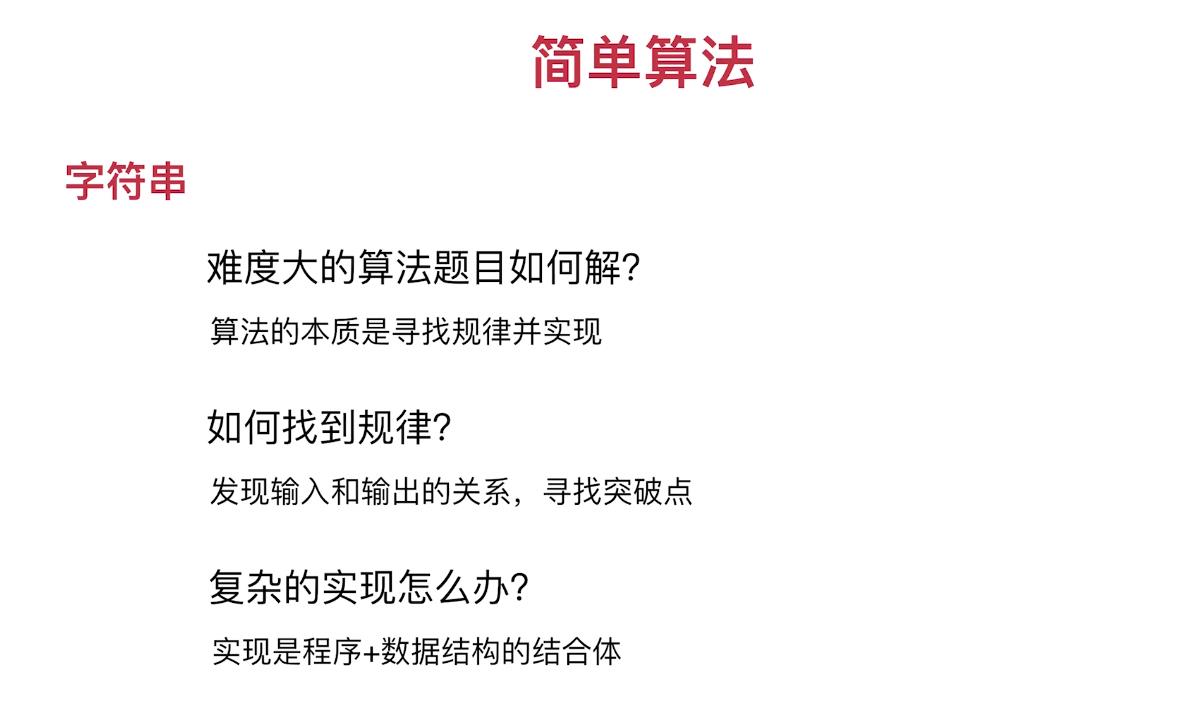 简单算法
字符串
难度大的算法题目如何解？
算法的本质是寻找规律并实现
如何找到规律？
发现输入和输出的关系，寻找突破点
复杂的实现怎么办？
实现是程序+数据结构的结合体